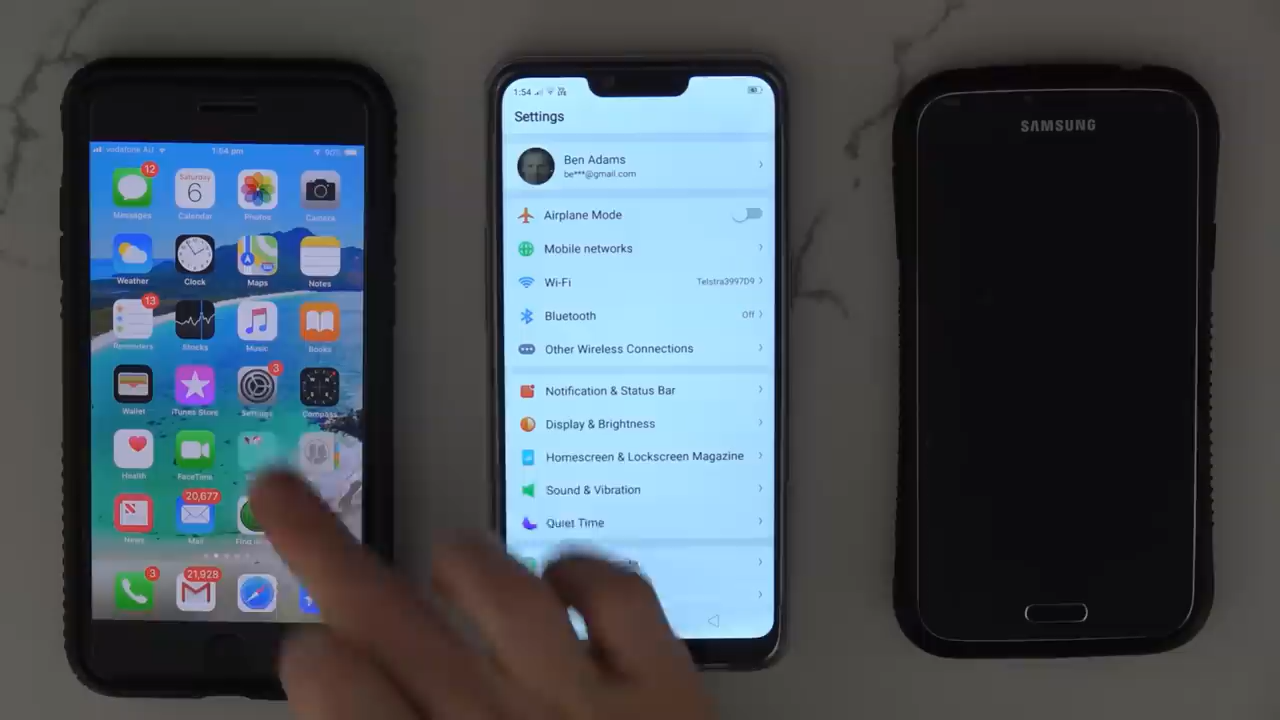 vodafone AU
1:54 pm
90%
12
Messages
Saturday
6
Calendar
Photos
Camera
Weather
Clock
Maps
Notes
13
Reminders
Stocks
Music
Books
Wallet
iTunes Store
3
Settings
Compass
Health
FaceTime
News
20,677
Mail
3
21,928
1:54
Settings
Ben Adams
be***@gmail.com
Airplane Mode
Mobile networks
Wi-Fi
Telstra3997D9
Bluetooth
Off
Other Wireless Connections
Notification & Status Bar
Display & Brightness
Homescreen & Lockscreen Magazine
Sound & Vibration
Quiet Time
SAMSUNG